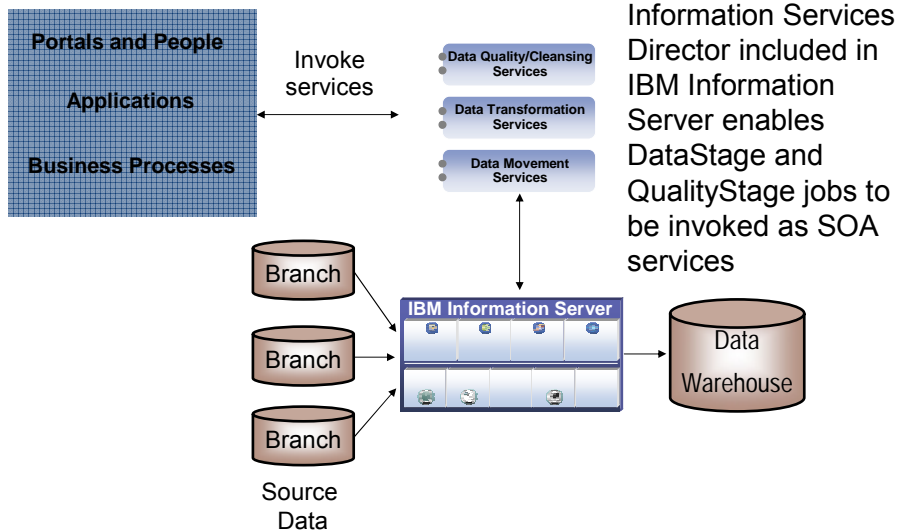 Portals and People
Applications
Business Processes
Invoke
services
Data Quality/Cleansing
Services
Data Transformation
Services
Data Movement
Services
Information Services
Director included in
IBM Information
Server enables
DataStage and
QualityStage jobs to
be invoked as SOA
services
Branch
Branch
Branch
Source
Data
IBM Information Server
Data
Warehouse